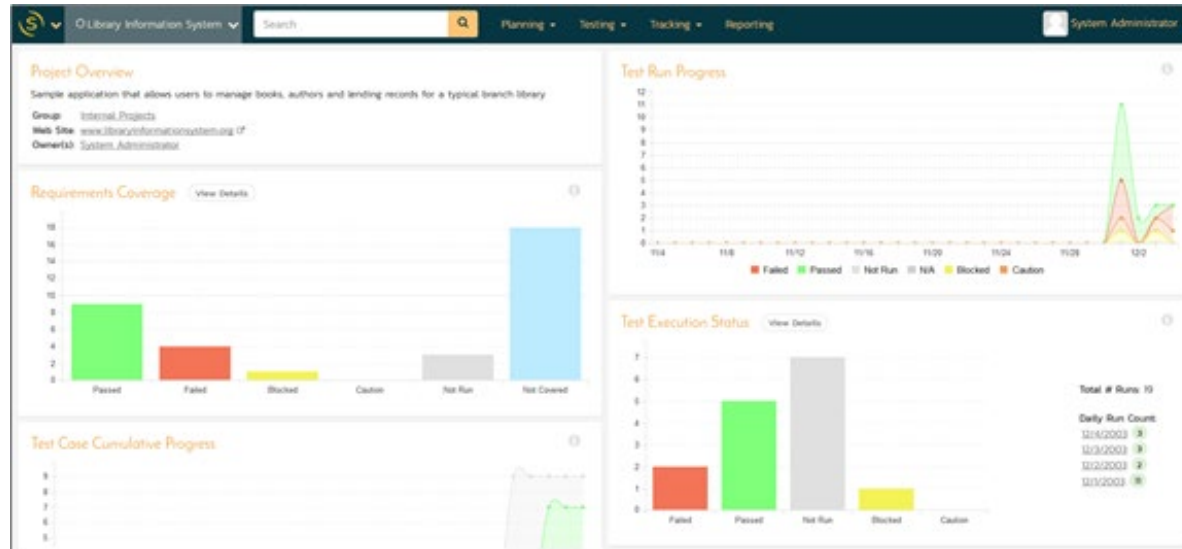 Library Information System
Search
Planning
Testing
Tracking
Reporting
System Administrator
Project Overview
Sample application that allows users to manage books, authors and lending records for a typical branch library
Group: Internal Projects
Web Site: www.libraryinformationsystem.org
Owner(s): System Administrator
Requirements Coverage View Details
18
16
14
12
10
8
6
4
2
0
Passed Failed Blocked Caution Not Run Not Covered
Test Case Cumulative Progress
9
8
7
6
5
Test Run Progress
12
11
10
9
8
7
6
5
4
3
2
1
0
11/4 11/8 11/12 11/16 11/20 11/24 11/28 12/2
Failed Passed Not Run N/A Blocked Caution
Test Execution Status View Details
7
6
5
4
3
2
1
0
Failed Passed Not Run Blocked Caution
Total # Runs: 19
Daily Run Count:
12/4/2003 3
12/3/2003 3
12/2/2003 2
12/1/2003 11